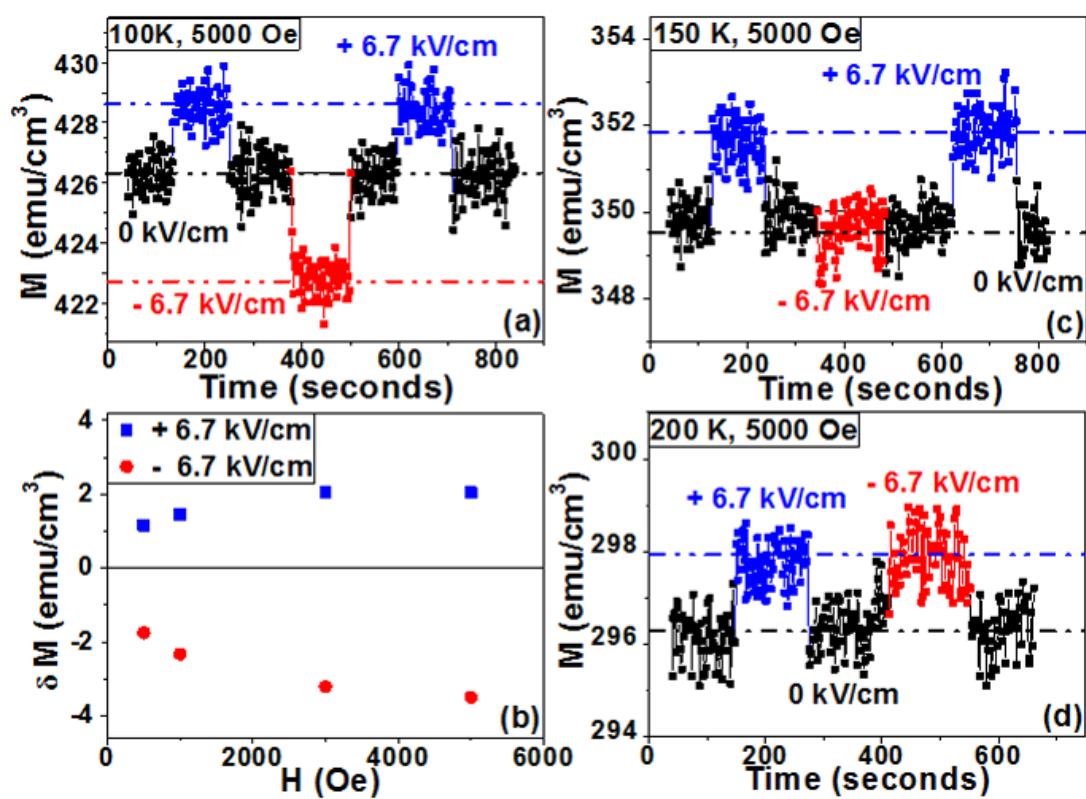 100K, 5000 Oe
+ 6.7 kV/cm
430
428
426
424
422
M (emu/cm³)
0 kV/cm
- 6.7 kV/cm
(a)
0 200 400 600 800
Time (seconds)
150 K, 5000 Oe
+ 6.7 kV/cm
354
352
350
348
M (emu/cm³)
0 kV/cm
- 6.7 kV/cm
(c)
0 200 400 600 800
Time (seconds)
+ 6.7 kV/cm
- 6.7 kV/cm
4
2
0
-2
-4
δ M (emu/cm³)
(b)
0 2000 4000 6000
H (Oe)
200 K, 5000 Oe
+ 6.7 kV/cm
- 6.7 kV/cm
300
298
296
294
M (emu/cm³)
0 kV/cm
(d)
0 200 400 600
Time (seconds)